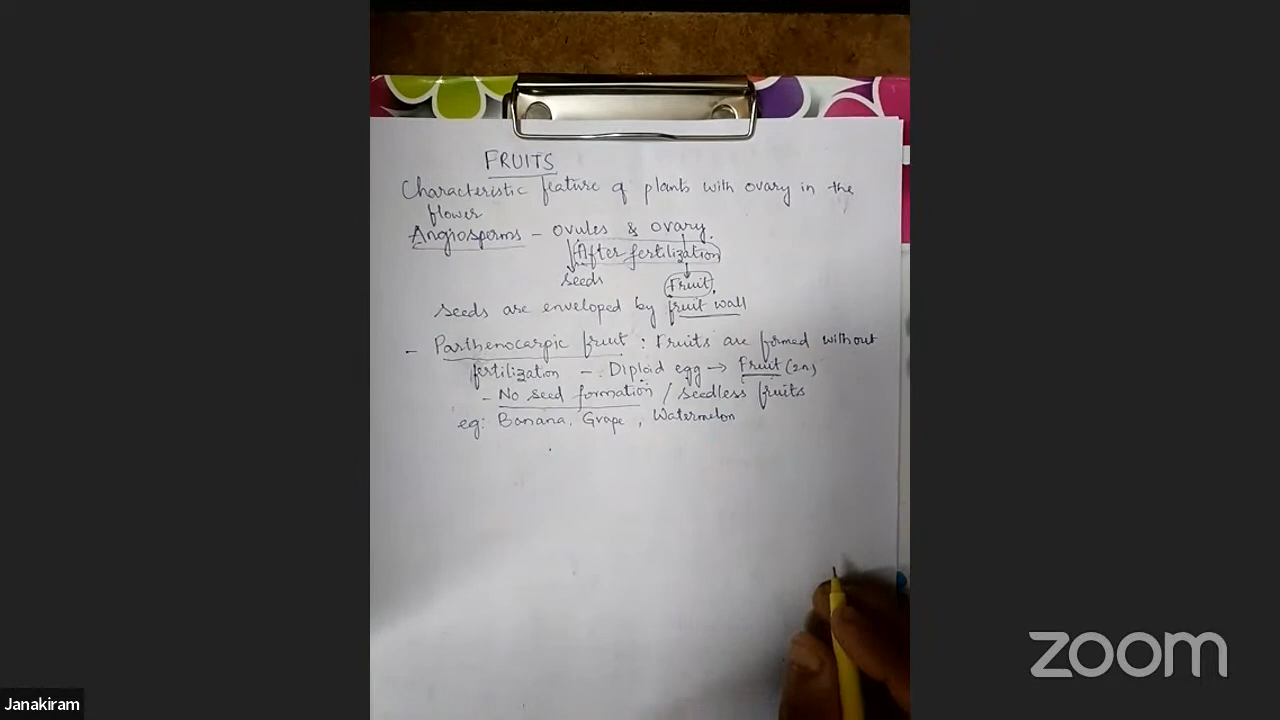 FRUITS
Characteristic feature of plants with ovary in the
flower
Angiosperms - ovules & ovary.
After fertilization
seeds Fruit.
seeds are enveloped by fruit wall
- Parthenocarpic fruit : Fruits are formed without
fertilization - Diploid egg → Fruit (2n)
- No seed formation / seedless fruits
eg: Banana, Grape, Watermelon
zoom
Janakiram